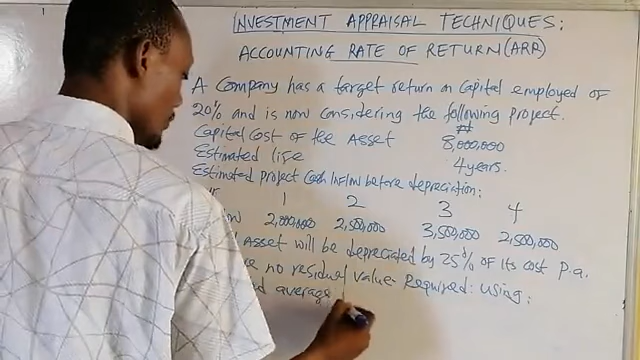 INVESTMENT APPRAISAL TECHNIQUES:
ACCOUNTING RATE OF RETURN (ARR)
A Company has a target return on Capital employed of
20% and is now considering the following project.
Capital Cost of the Asset 8,000,000
Estimated life 4 years.
Estimated project Cash Inflow before depreciation:
1 2 3 4
2,000,000 2,500,000 3,500,000 2,500,000
Asset will be depreciated by 25% of its cost p.a.
no residual value. Required: Using:
average